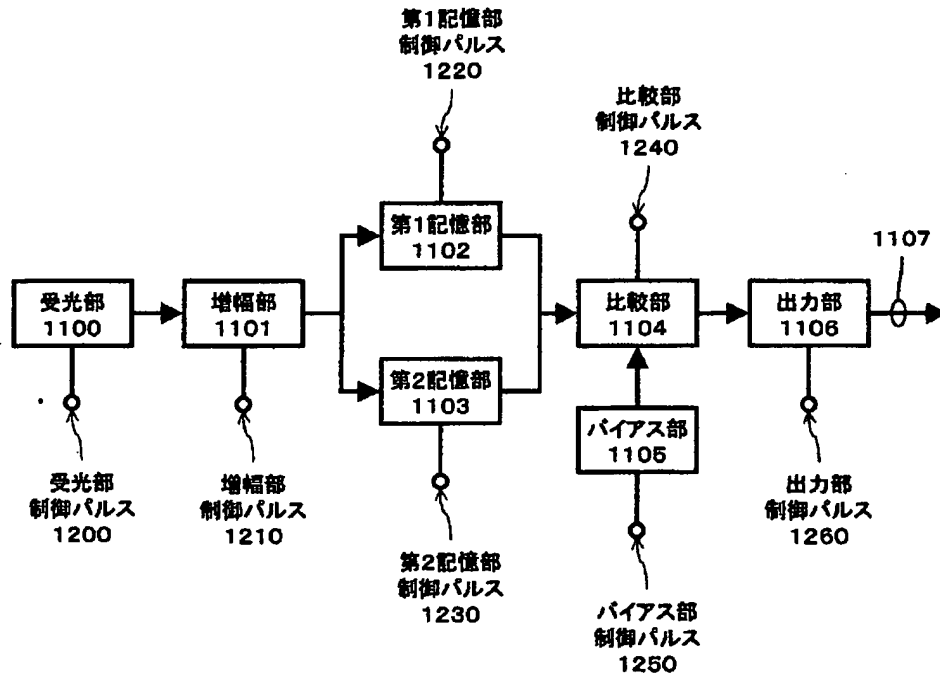 第1記憶部
制御パルス
1220
比較部
制御パルス
1240
第1記憶部
1102
1107
受光部
1100
増幅部
1101
比較部
1104
出力部
1106
第2記憶部
1103
バイアス部
1105
受光部
制御パルス
1200
増幅部
制御パルス
1210
第2記憶部
制御パルス
1230
出力部
制御パルス
1260
バイアス部
制御パルス
1250